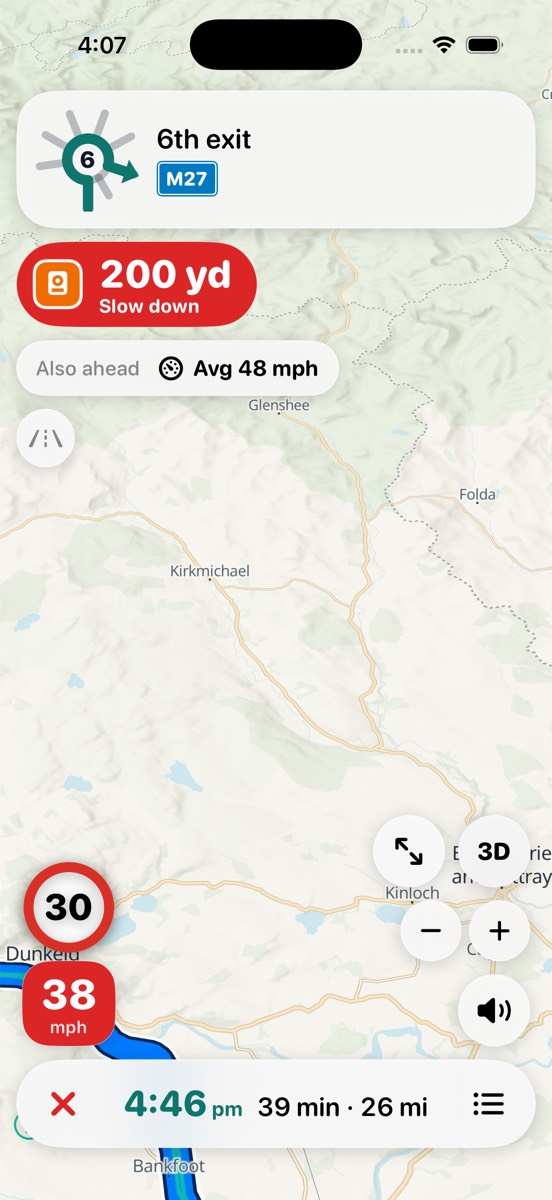 4:07
6
6th exit
M27
200 yd
Slow down
Also ahead Avg 48 mph
Glenshee
Folda
Kirkmichael
3D
Kinloch
30
Dunkeld
38
mph
4:46 pm 39 min · 26 mi
Bankfoot